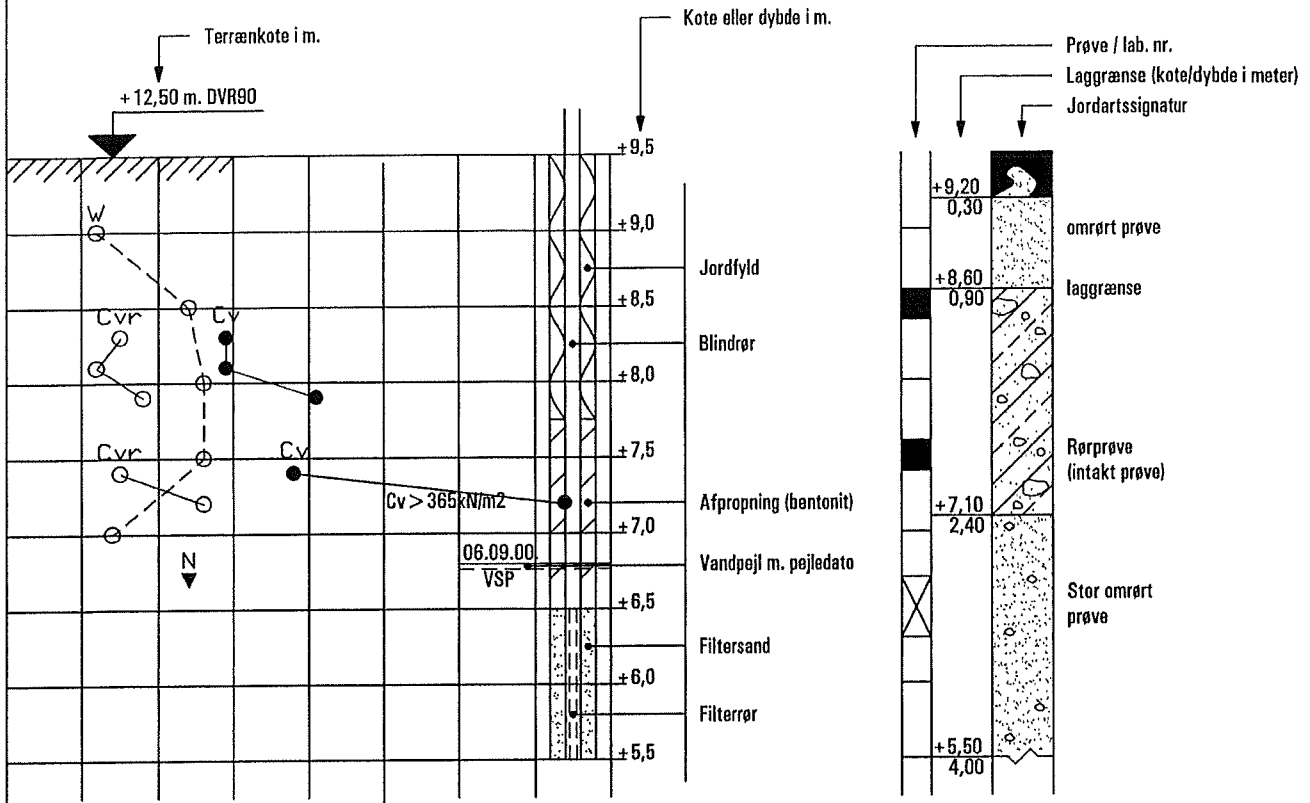 Terrænkote i m.
+ 12,50 m. DVR90
Kote eller dybde i m.
Prøve / lab. nr.
Laggrænse (kote/dybde i meter)
Jordartssignatur
+9,5
+9,0
+8,5
+8,0
+7,5
+7,0
+6,5
+6,0
+5,5
W
Cvr
Cv
Cvr
Cv
Cv > 365kN/m2
N
06.09.00.
VSP
Jordfyld
Blindrør
Afpropning (bentonit)
Vandpejl m. pejledato
Filtersand
Filterrør
+9,20
0,30
+8,60
0,90
+7,10
2,40
+5,50
4,00
omrørt prøve
laggrænse
Rørprøve
(intakt prøve)
Stor omrørt
prøve